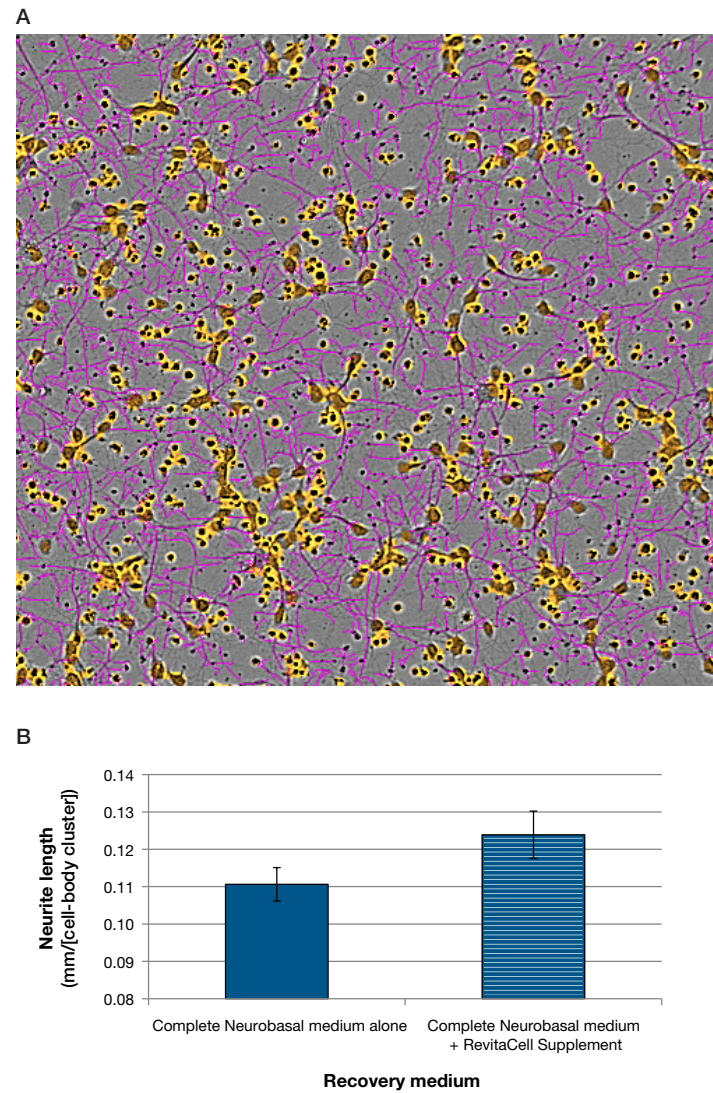 A
B
Neurite length
(mm/[cell-body cluster])
0.14
0.13
0.12
0.11
0.10
0.09
0.08
Complete Neurobasal medium alone
Complete Neurobasal medium
+ RevitaCell Supplement
Recovery medium